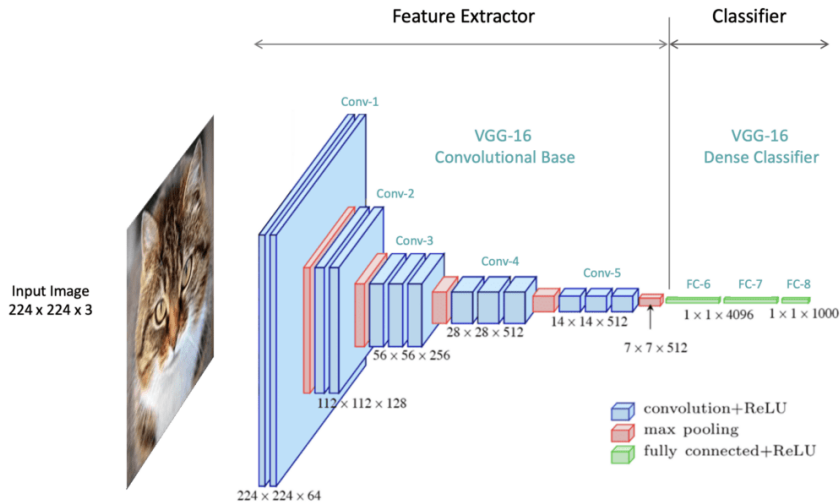 Feature Extractor
Classifier
Conv-1
VGG-16
Convolutional Base
VGG-16
Dense Classifier
Conv-2
Conv-3
Conv-4
Conv-5
FC-6
FC-7
FC-8
Input Image
224 x 224 x 3
1 × 1 × 4096
1 × 1 × 1000
14 × 14 × 512
28 × 28 × 512
7 × 7 × 512
56 × 56 × 256
112 × 112 × 128
224 × 224 × 64
convolution+ReLU
max pooling
fully connected+ReLU